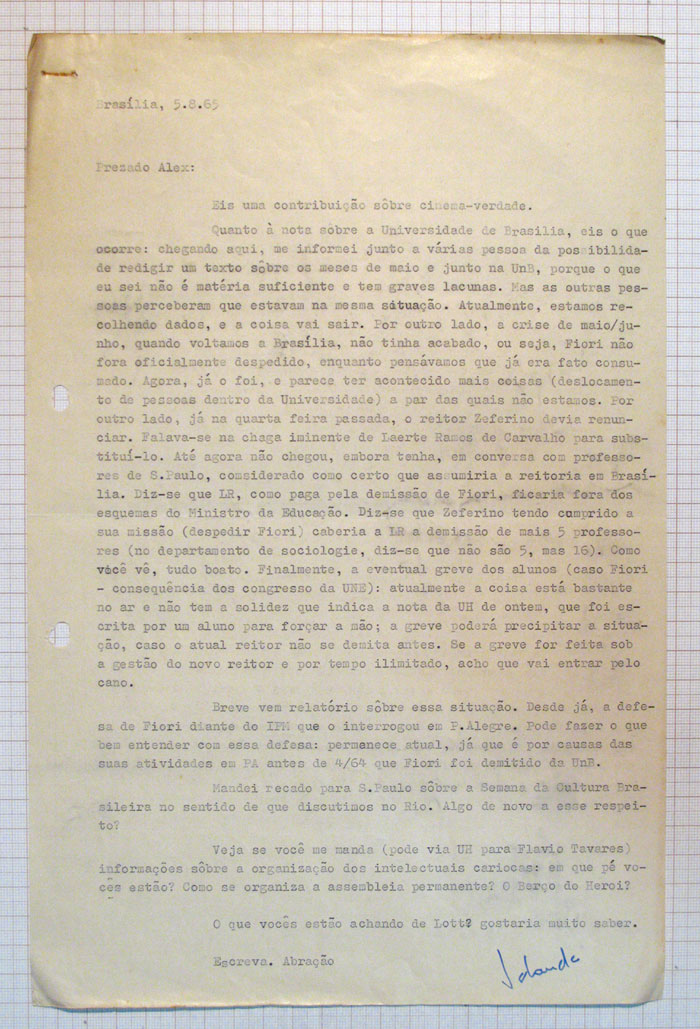 Brasília, 5.8.65
Prezado Alex:
Eis uma contribuição sôbre cinema-verdade.
Quanto à nota sôbre a Universidade de Brasilia, eis o que
ocorre: chegando aqui, me informei junto a várias pessoa da possibilida-
de redigir um texto sôbre os meses de maio e junho na UnB, porque o que
eu sei não é matéria suficiente e tem graves lacunas. Mas as outras pes-
soas perceberam que estavam na mesma situação. Atualmente, estamos re-
colhendo dados, e a coisa vai sair. Por outro lado, a crise de maio/ju-
nho, quando voltamos a Brasília, não tinha acabado, ou seja, Fiori não
fora oficialmente despedido, enquanto pensávamos que já era fato consu-
mado. Agora, já o foi, e parece ter acontecido mais coisas (deslocamen-
to de pessoas dentro da Universidade) a par das quais não estamos. Por
outro lado, já na quarta feira passada, o reitor Zeferino devia renun-
ciar. Falava-se na chaga iminente de Laerte Ramos de Carvalho para subs-
tituí-lo. Até agora não chegou, embora tenha, em conversa com professo-
res de S.Paulo, considerado como certo que assumiria a reitoria em Brasí-
lia. Diz-se que LR, como paga pela demissão de Fiori, ficaria fora dos
esquemas do Ministro da Educação. Diz-se que Zeferino tendo cumprido a
sua missão (despedir Fiori) caberia a LR a demissão de mais 5 professo-
res (no departamento de sociologie, diz-se que não são 5, mas 16). Como
você vê, tudo boato. Finalmente, a eventual greve dos alunos (caso Fiori
- consequência dos congresso da UNE): atualmente a coisa está bastante
no ar e não tem a solidez que indica a nota da UH de ontem, que foi es-
crita por um aluno para forçar a mão; a greve poderá precipitar a situa-
ção, caso o atual reitor não se demita antes. Se a greve for feita sob
a gestão do novo reitor e por tempo ilimitado, acho que vai entrar pelo
cano.
Breve vem relatório sôbre essa situação. Desde já, a defe-
sa de Fiori diante do IPM que o interrogou em P.Alegre. Pode fazer o que
bem entender com essa defesa: permanece atual, já que é por causas das
suas atividades em PA antes de 4/64 que Fiori foi demitido da UnB.
Mandei recado para S.Paulo sôbre a Semana da Cultura Bra-
sileira no sentido de que discutimos no Rio. Algo de novo a esse respei-
to?
Veja se você me manda (pode via UH para Flavio Tavares)
informações sôbre a organização dos intelectuais cariocas: em que pé vo-
cês estão? Como se organiza a assembleia permanente? O Berço do Heroi?
O que vocês estão achando de Lott? gostaria muito saber.
Escreva. Abração